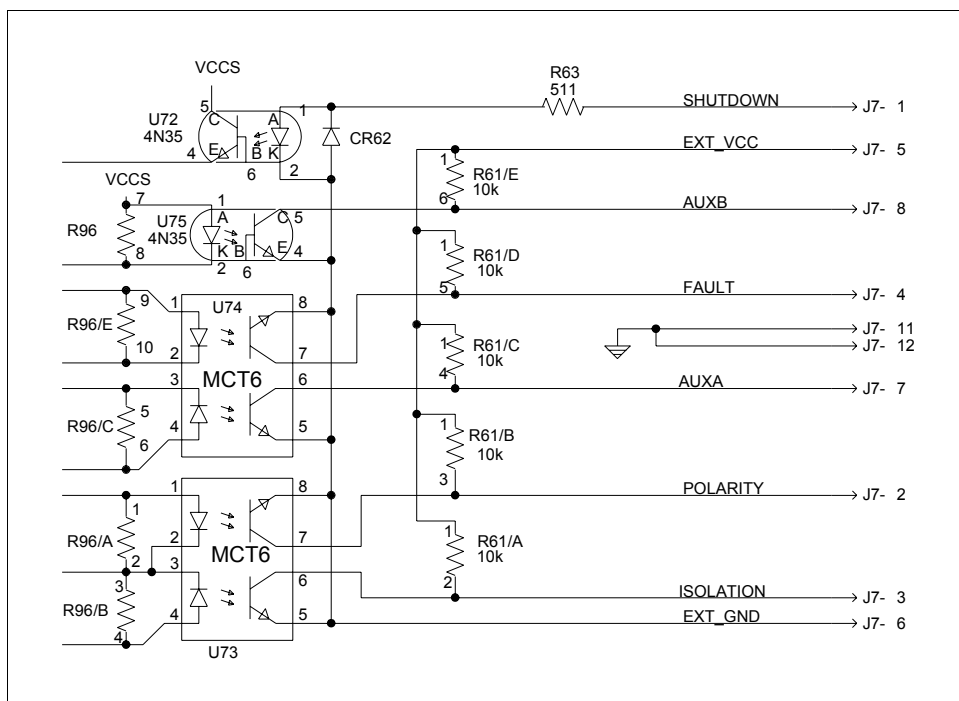 VCCS
R63
511
SHUTDOWN
J7- 1
U72
4N35
5
C
E
4
B
6
A
K
1
2
CR62
EXT_VCC
J7- 5
1
R61/E
10k
6
VCCS
7
R96
8
U75
4N35
1
A
K
2
B
6
C
5
E
4
AUXB
J7- 8
1
R61/D
10k
5
FAULT
J7- 4
9
R96/E
10
1
U74
8
2
7
MCT6
3
6
4
5
5
R96/C
6
J7- 11
J7- 12
1
R61/C
10k
4
AUXA
J7- 7
1
R61/B
10k
3
POLARITY
J7- 2
1
R96/A
2
3
R96/B
4
1
8
2
7
MCT6
3
6
4
5
U73
1
R61/A
10k
2
ISOLATION
J7- 3
EXT_GND
J7- 6